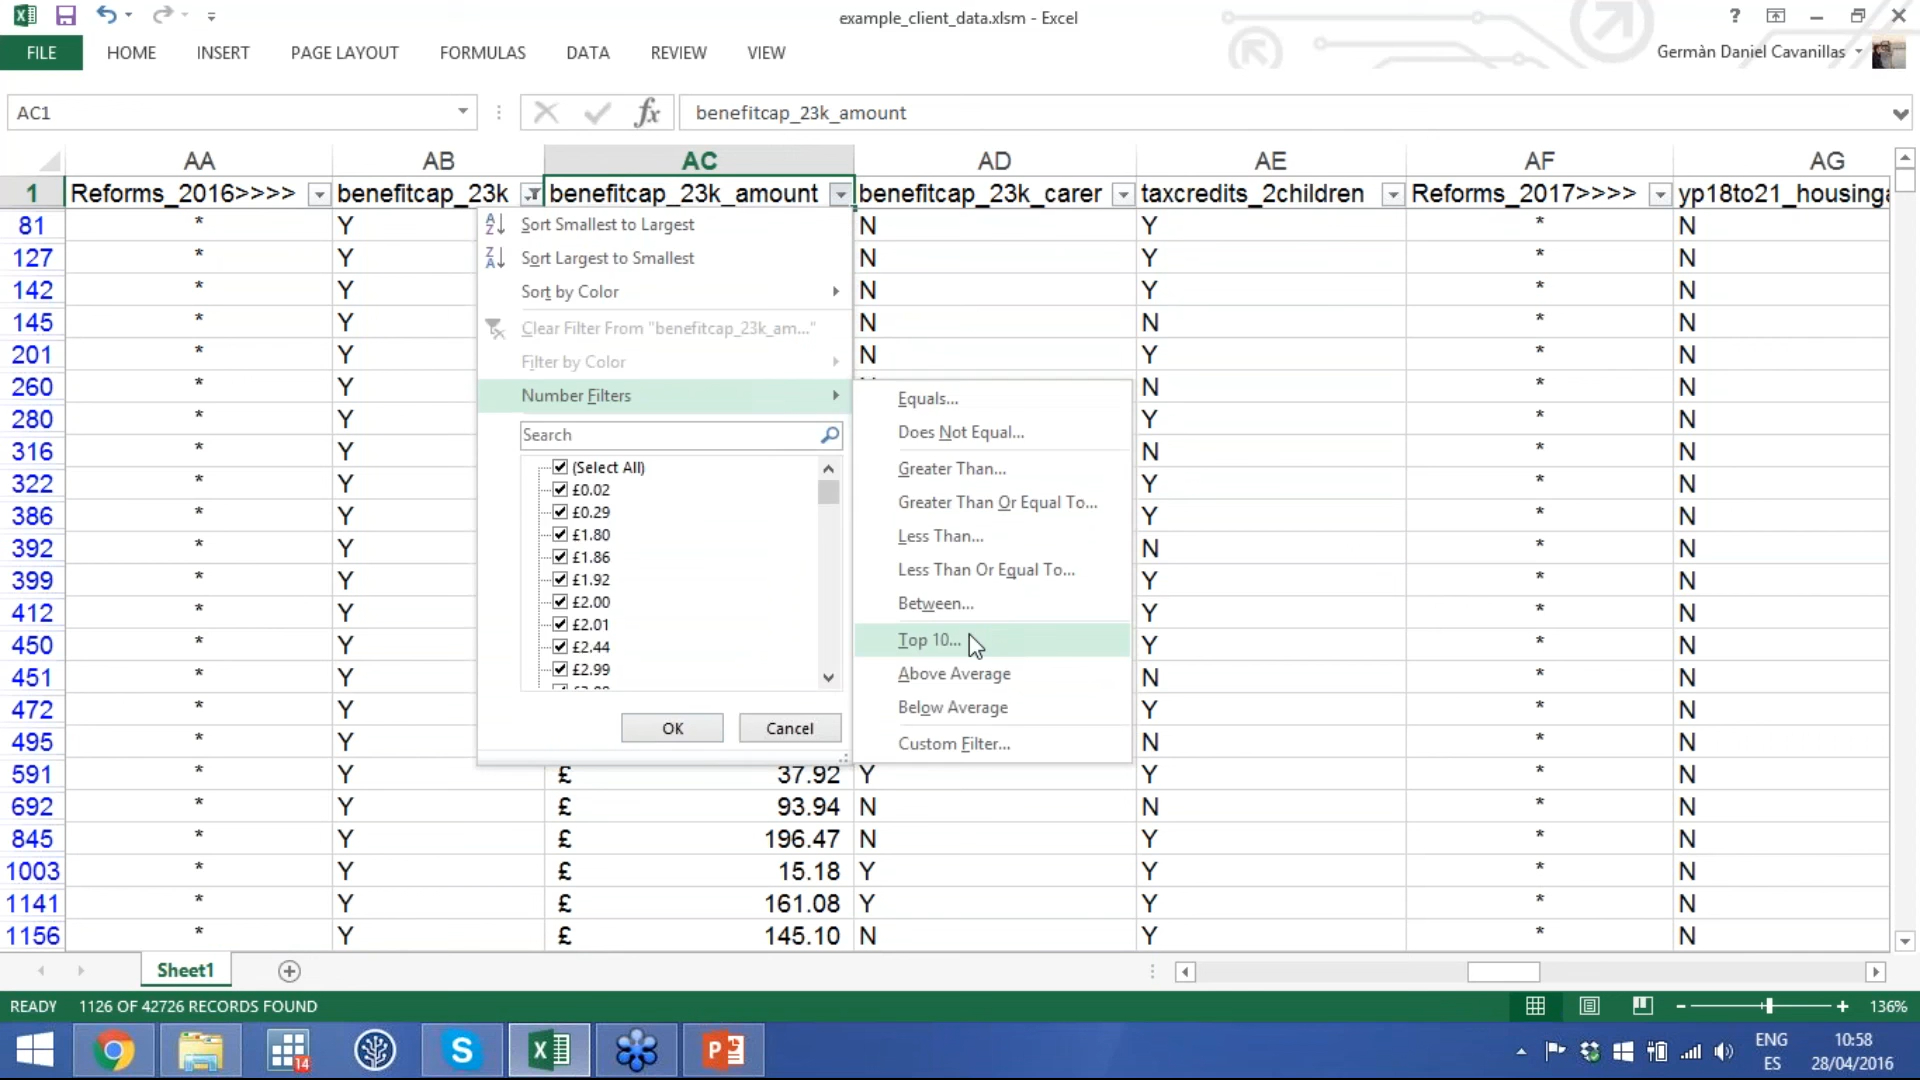 example_client_data.xlsm - Excel
?
FILE HOME INSERT PAGE LAYOUT FORMULAS DATA REVIEW VIEW
Germàn Daniel Cavanillas
AC1
fx
benefitcap_23k_amount
AA AB AC AD AE AF AG
1 Reforms_2016>>>> benefitcap_23k benefitcap_23k_amount benefitcap_23k_carer taxcredits_2children Reforms_2017>>>> yp18to21_housinga
81 * Y N Y * N
127 * Y N Y * N
142 * Y N Y * N
145 * Y N N * N
201 * Y N Y * N
260 * Y N * N
280 * Y Y * N
316 * Y N * N
322 * Y Y * N
386 * Y Y * N
392 * Y N * N
399 * Y Y * N
412 * Y Y * N
450 * Y Y * N
451 * Y N * N
472 * Y Y * N
495 * Y N * N
591 * Y £ 37.92 Y Y * N
692 * Y £ 93.94 N N * N
845 * Y £ 196.47 N Y * N
1003 * Y £ 15.18 Y Y * N
1141 * Y £ 161.08 Y Y * N
1156 * Y £ 145.10 N Y * N
Sort Smallest to Largest
Sort Largest to Smallest
Sort by Color
Clear Filter From "benefitcap_23k_am..."
Filter by Color
Number Filters
Search
(Select All)
£0.02
£0.29
£1.80
£1.86
£1.92
£2.00
£2.01
£2.44
£2.99
OK Cancel
Equals...
Does Not Equal...
Greater Than...
Greater Than Or Equal To...
Less Than...
Less Than Or Equal To...
Between...
Top 10...
Above Average
Below Average
Custom Filter...
Sheet1
READY 1126 OF 42726 RECORDS FOUND
136%
14
S
X
P
ENG
ES
10:58
28/04/2016